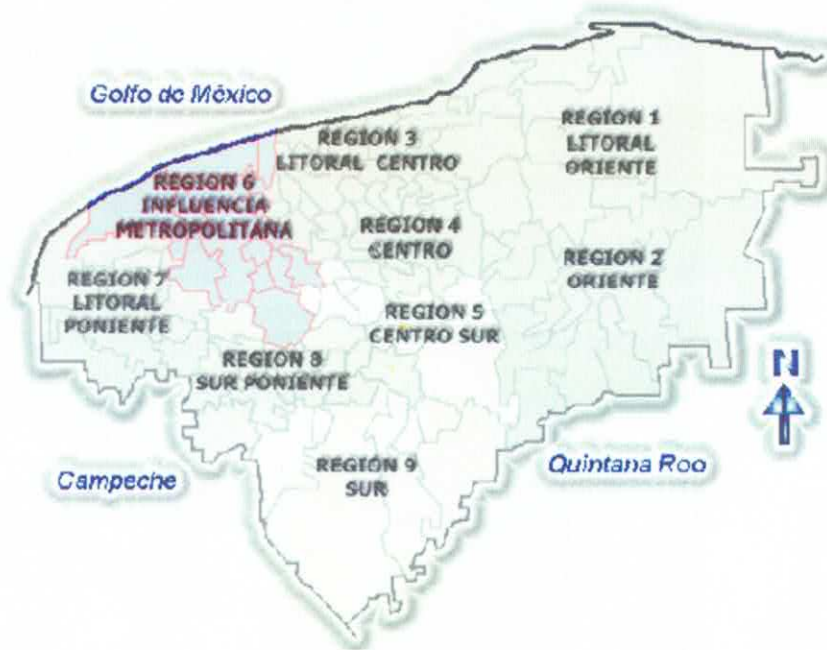 Golfo de México
REGION 1
LITORAL
ORIENTE
REGION 3
LITORAL CENTRO
REGION 6
INFLUENCIA
METROPOLITANA
REGION 4
CENTRO
REGION 2
ORIENTE
REGION 7
LITORAL
PONIENTE
REGION 5
CENTRO SUR
REGION 8
SUR PONIENTE
N
REGION 9
SUR
Campeche
Quintana Roo